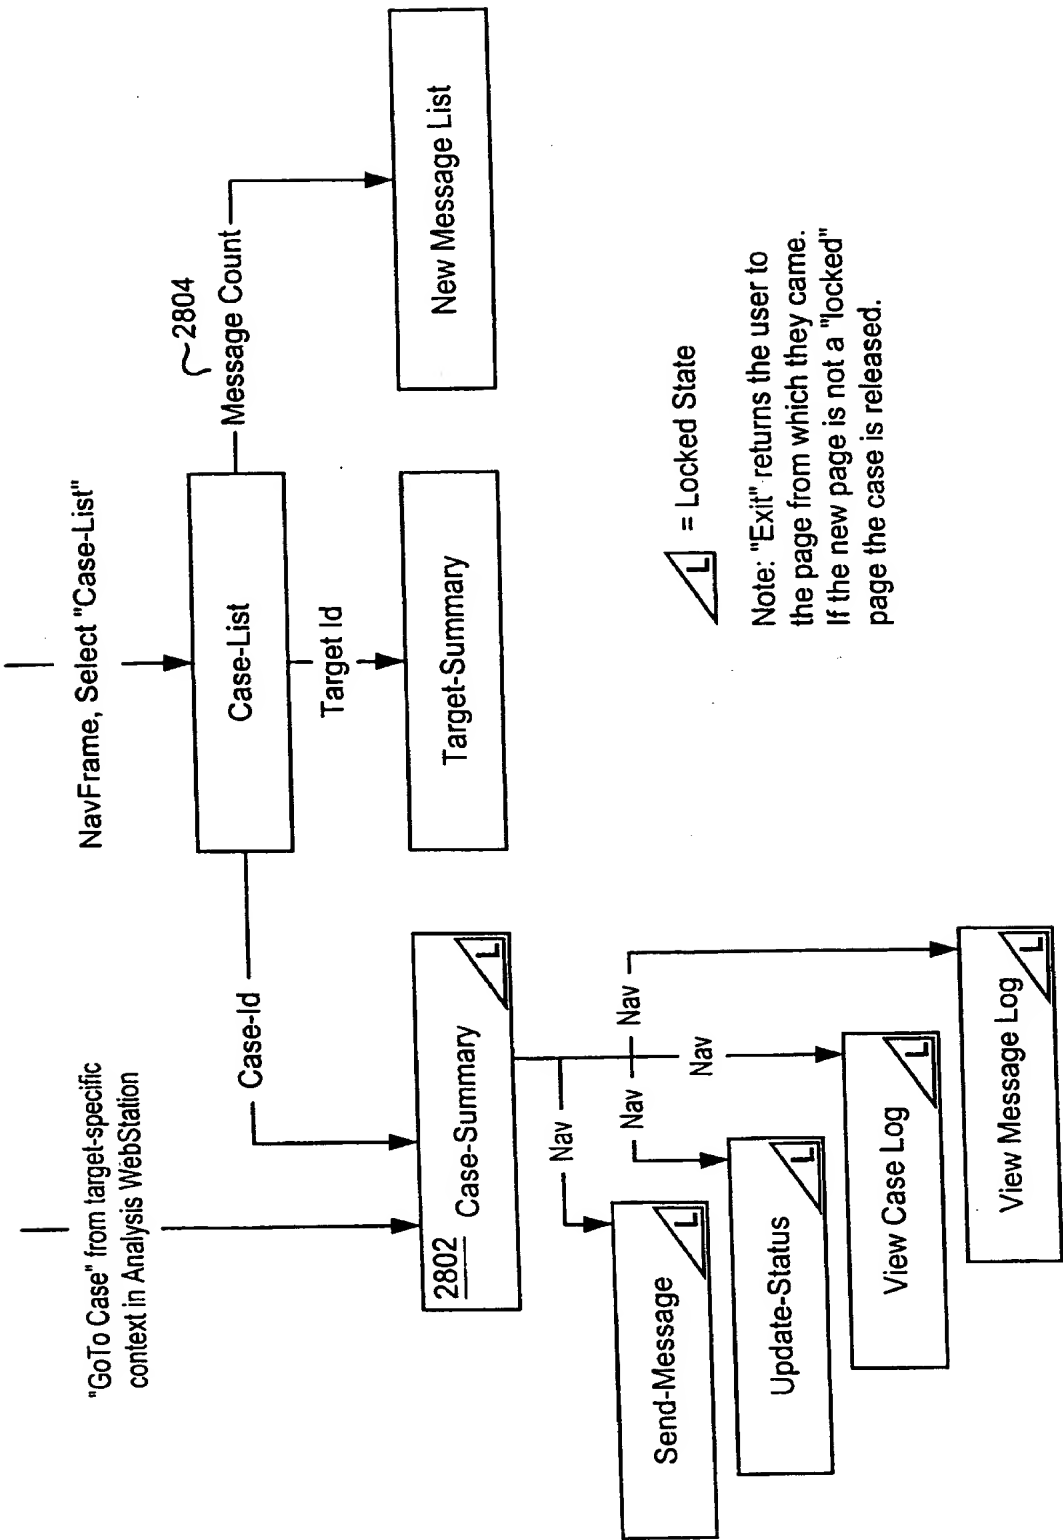 "GoTo Case" from target-specific
context in Analysis WebStation
NavFrame, Select "Case-List"
Case-List
Case-Id
Target Id
Message Count
2804
2802
Case-Summary
L
Target-Summary
New Message List
Nav
Nav
Nav
Nav
Send-Message
L
Update-Status
L
View Case Log
L
View Message Log
L
L
= Locked State
Note: "Exit" returns the user to
the page from which they came.
If the new page is not a "locked"
page the case is released.